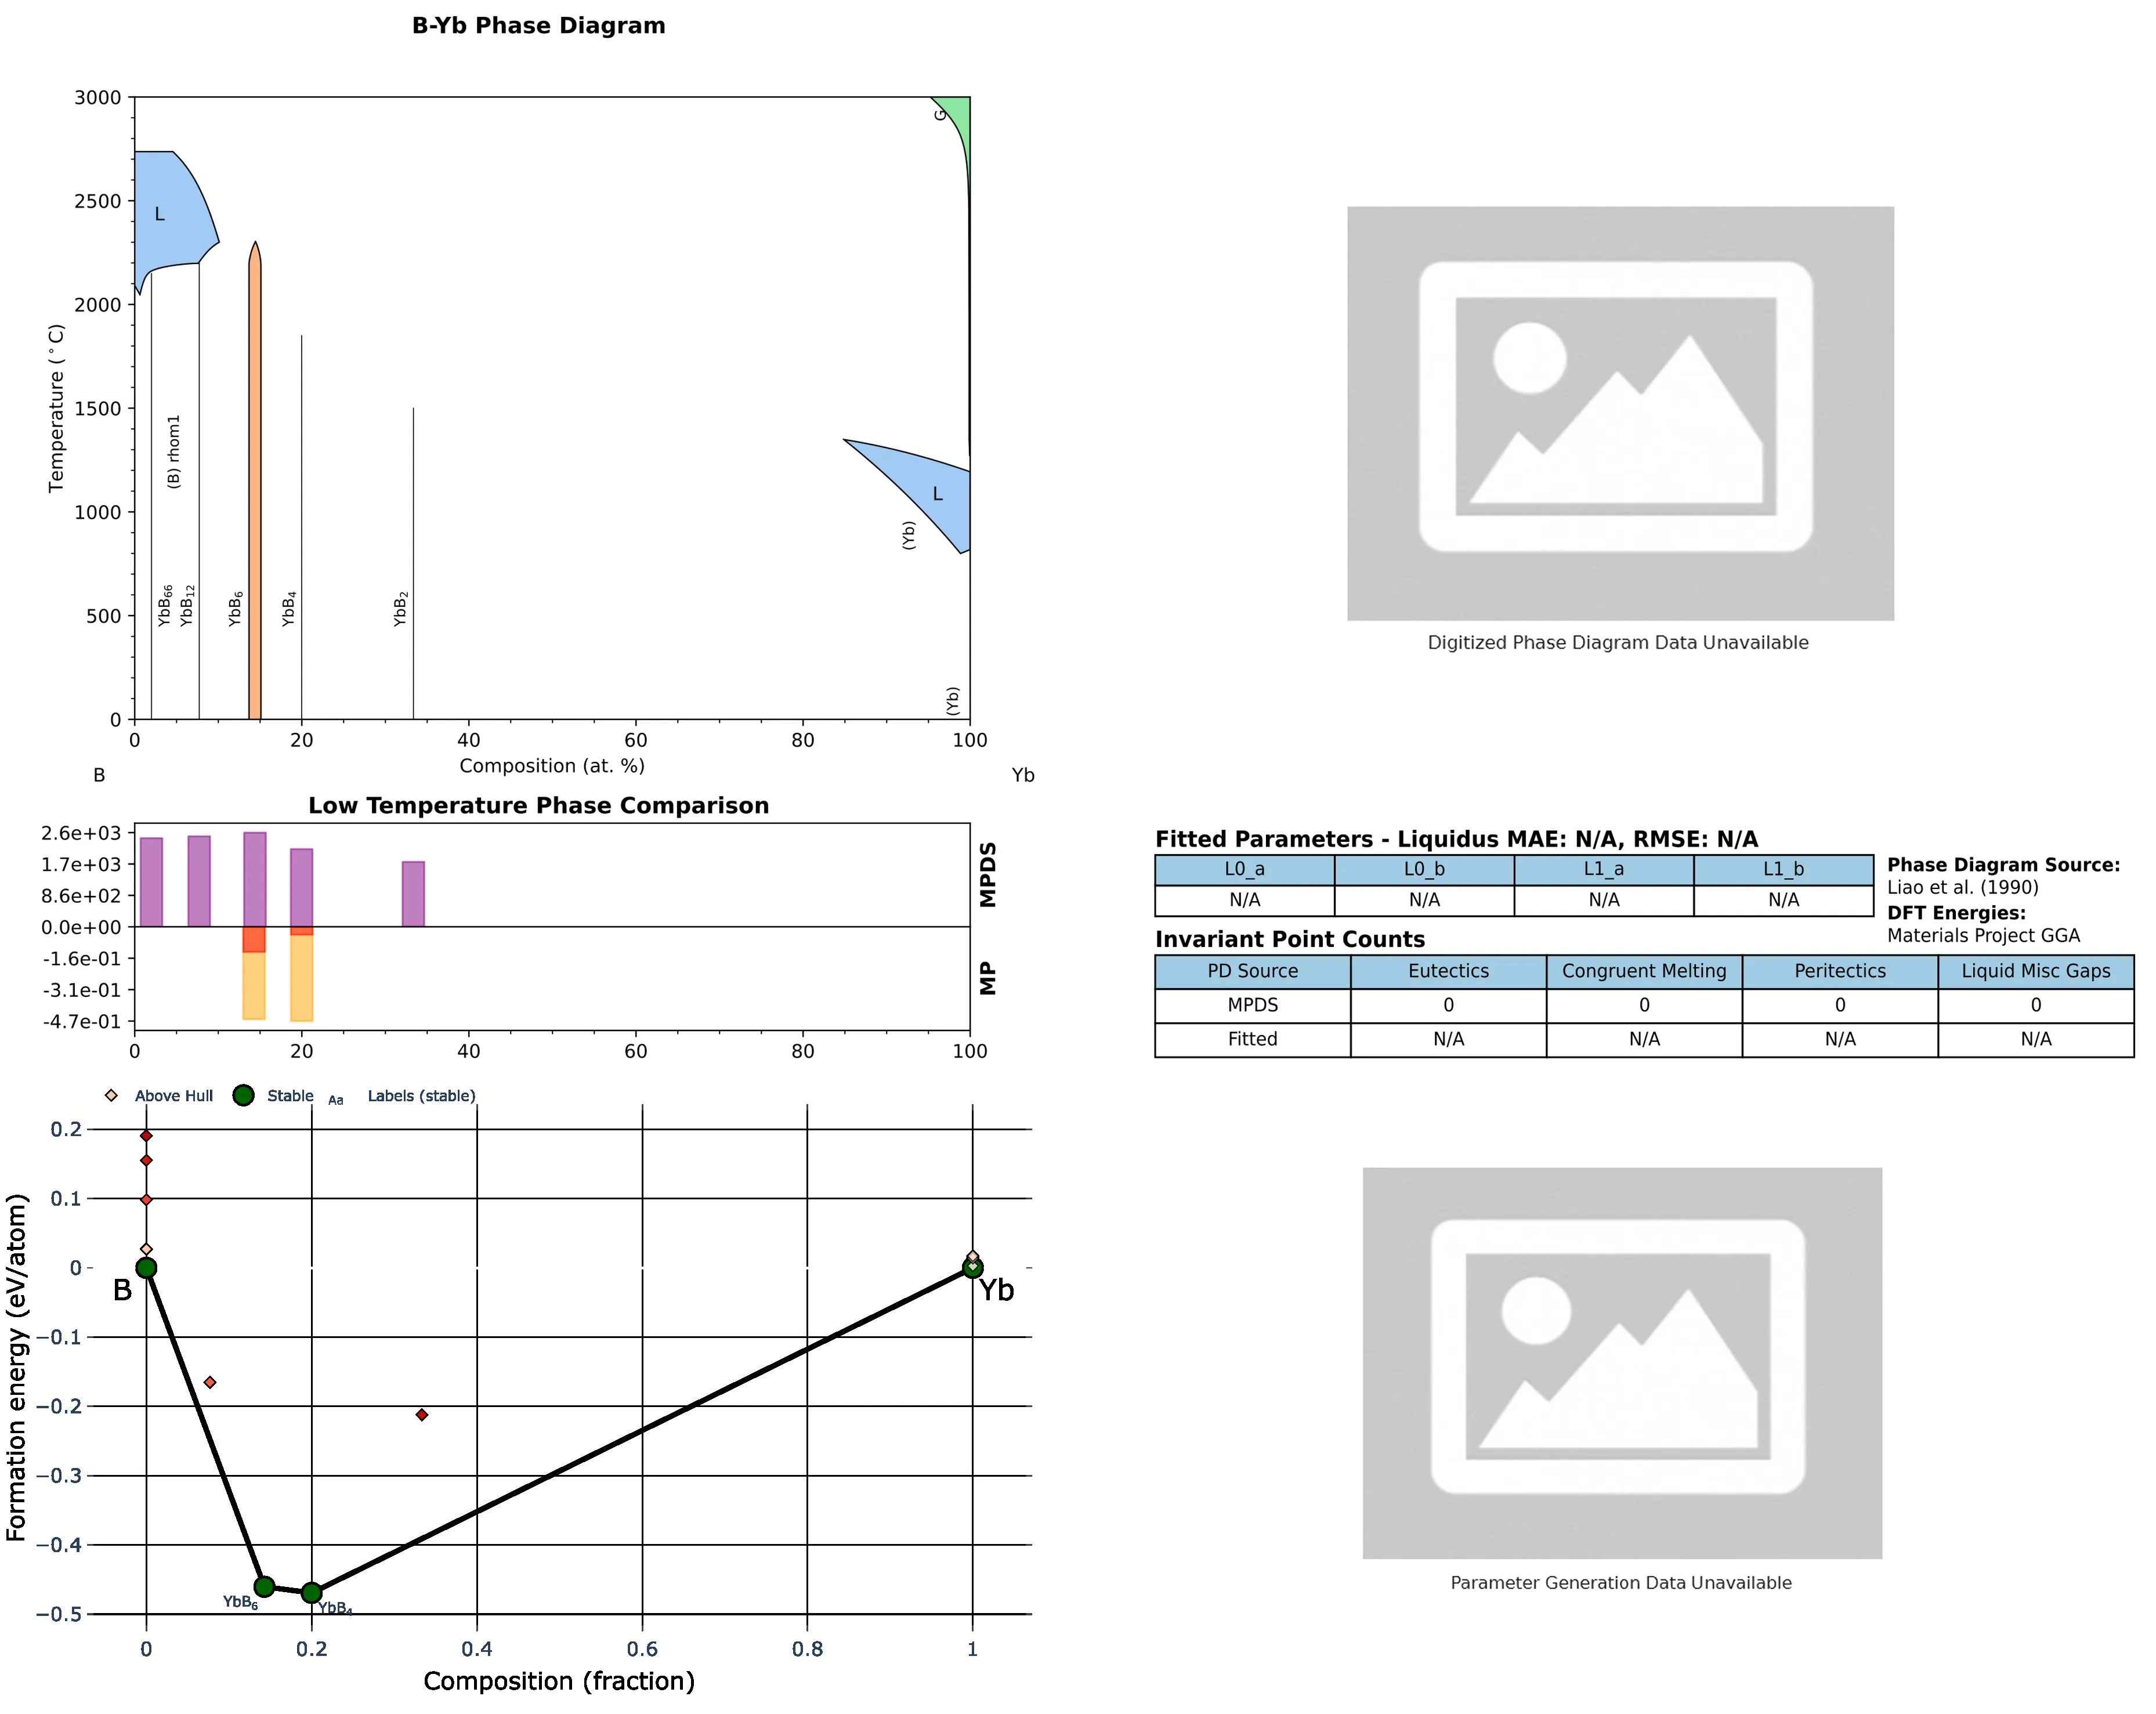 B-Yb Phase Diagram
3000
2500
2000
1500
1000
500
0
Temperature (°C)
L
G
(B) rhom1
YbB₆₆
YbB₁₂
YbB₆
YbB₄
YbB₂
L
(Yb)
(Yb)
0 20 40 60 80 100
Composition (at. %)
B
Yb
Low Temperature Phase Comparison
2.6e+03
1.7e+03
8.6e+02
0.0e+00
-1.6e-01
-3.1e-01
-4.7e-01
MPDS
MP
0 20 40 60 80 100
Above Hull Stable Aa Labels (stable)
0.2
0.1
0
−0.1
−0.2
−0.3
−0.4
−0.5
Formation energy (eV/atom)
B
Yb
YbB₆
YbB₄
0 0.2 0.4 0.6 0.8 1
Composition (fraction)
Digitized Phase Diagram Data Unavailable
Fitted Parameters - Liquidus MAE: N/A, RMSE: N/A
L0_a L0_b L1_a L1_b
N/A N/A N/A N/A
Phase Diagram Source:
Liao et al. (1990)
DFT Energies:
Materials Project GGA
Invariant Point Counts
PD Source Eutectics Congruent Melting Peritectics Liquid Misc Gaps
MPDS 0 0 0 0
Fitted N/A N/A N/A N/A
Parameter Generation Data Unavailable